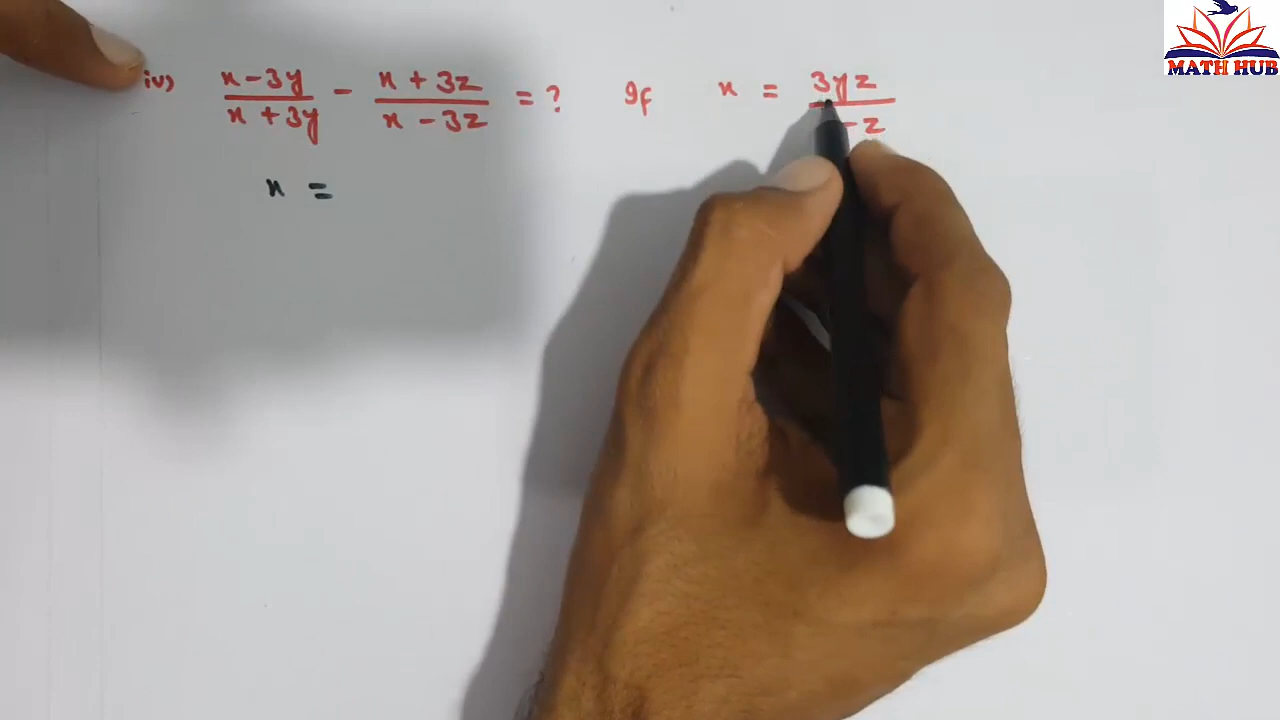 MATH HUB
iv) x - 3y / x + 3y - x + 3z / x - 3z = ? If x = 3yz / - z
x =